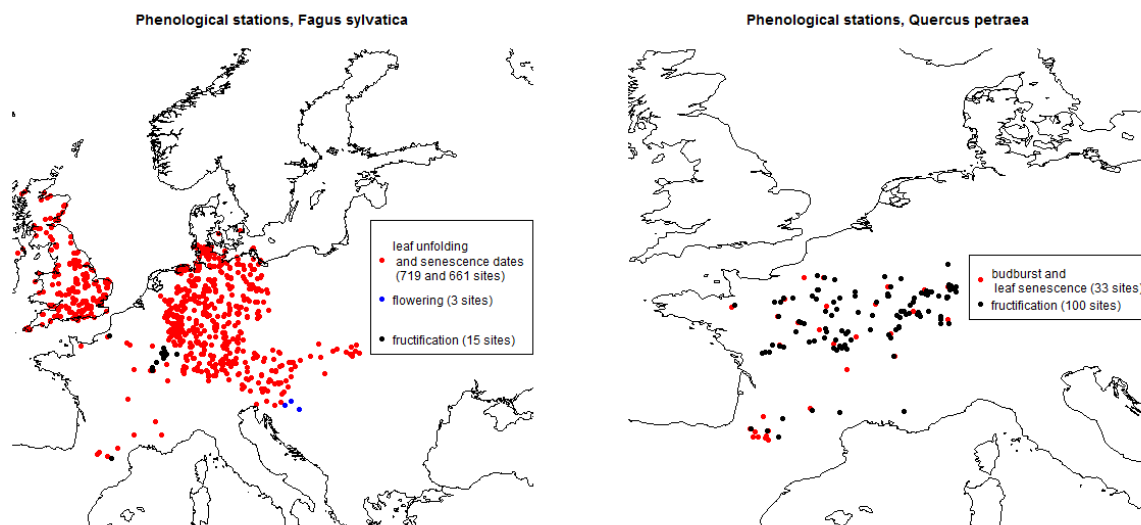 Phenological stations, Fagus sylvatica
leaf unfolding
and senescence dates
(719 and 661 sites)
flowering (3 sites)
fructification (15 sites)
Phenological stations, Quercus petraea
budburst and
leaf senescence (33 sites)
fructification (100 sites)